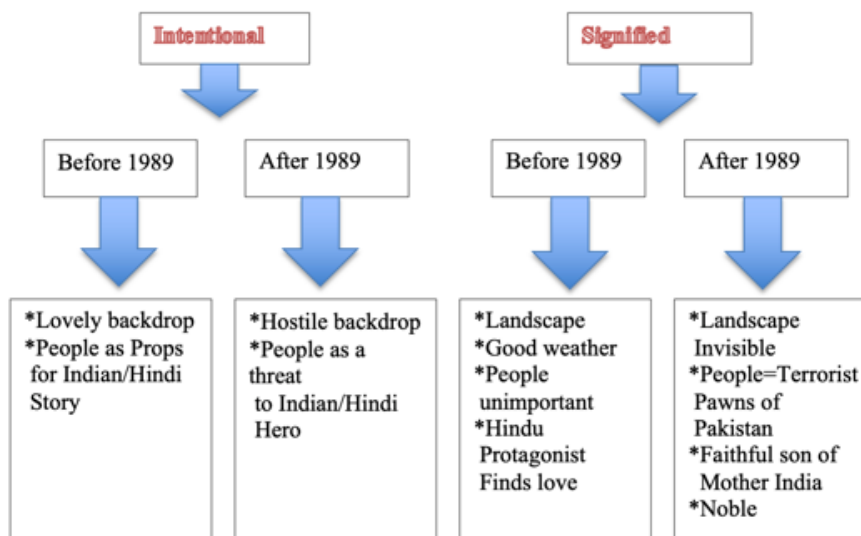 Intentional
Signified
Before 1989
After 1989
Before 1989
After 1989
*Lovely backdrop
*People as Props
for Indian/Hindi
Story
*Hostile backdrop
*People as a
threat
to Indian/Hindi
Hero
*Landscape
*Good weather
*People
unimportant
*Hindu
Protagonist
Finds love
*Landscape
Invisible
*People=Terrorist
Pawns of
Pakistan
*Faithful son of
Mother India
*Noble